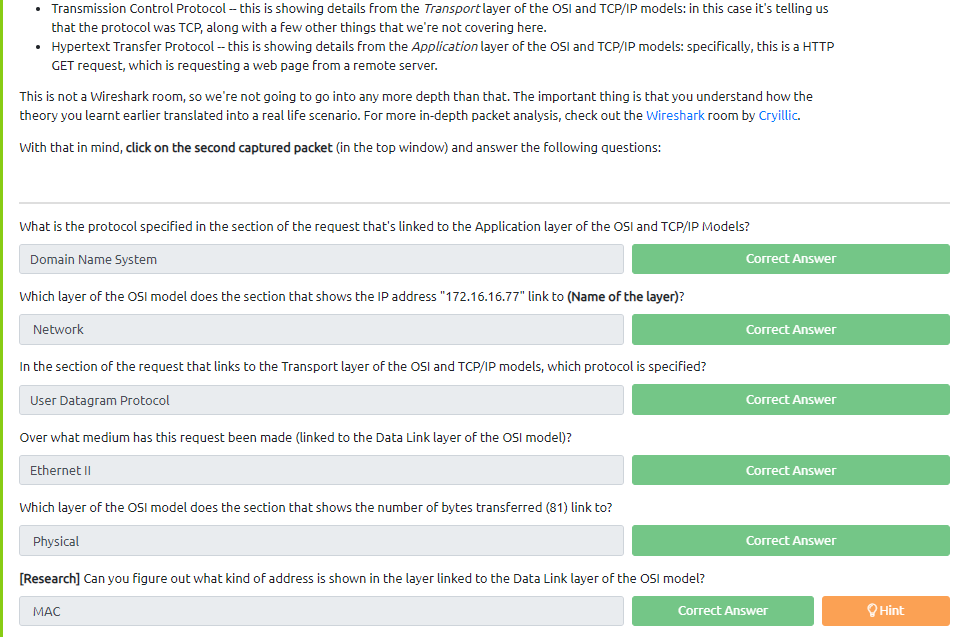 Transmission Control Protocol -- this is showing details from the Transport layer of the OSI and TCP/IP models: in this case it's telling us
that the protocol was TCP, along with a few other things that we're not covering here.
Hypertext Transfer Protocol -- this is showing details from the Application layer of the OSI and TCP/IP models: specifically, this is a HTTP
GET request, which is requesting a web page from a remote server.
This is not a Wireshark room, so we're not going to go into any more depth than that. The important thing is that you understand how the
theory you learnt earlier translated into a real life scenario. For more in-depth packet analysis, check out the Wireshark room by Cryillic.
With that in mind, click on the second captured packet (in the top window) and answer the following questions:
What is the protocol specified in the section of the request that's linked to the Application layer of the OSI and TCP/IP Models?
Domain Name System
Correct Answer
Which layer of the OSI model does the section that shows the IP address "172.16.16.77" link to (Name of the layer)?
Network
Correct Answer
In the section of the request that links to the Transport layer of the OSI and TCP/IP models, which protocol is specified?
User Datagram Protocol
Correct Answer
Over what medium has this request been made (linked to the Data Link layer of the OSI model)?
Ethernet II
Correct Answer
Which layer of the OSI model does the section that shows the number of bytes transferred (81) link to?
Physical
Correct Answer
[Research] Can you figure out what kind of address is shown in the layer linked to the Data Link layer of the OSI model?
MAC
Correct Answer
Hint